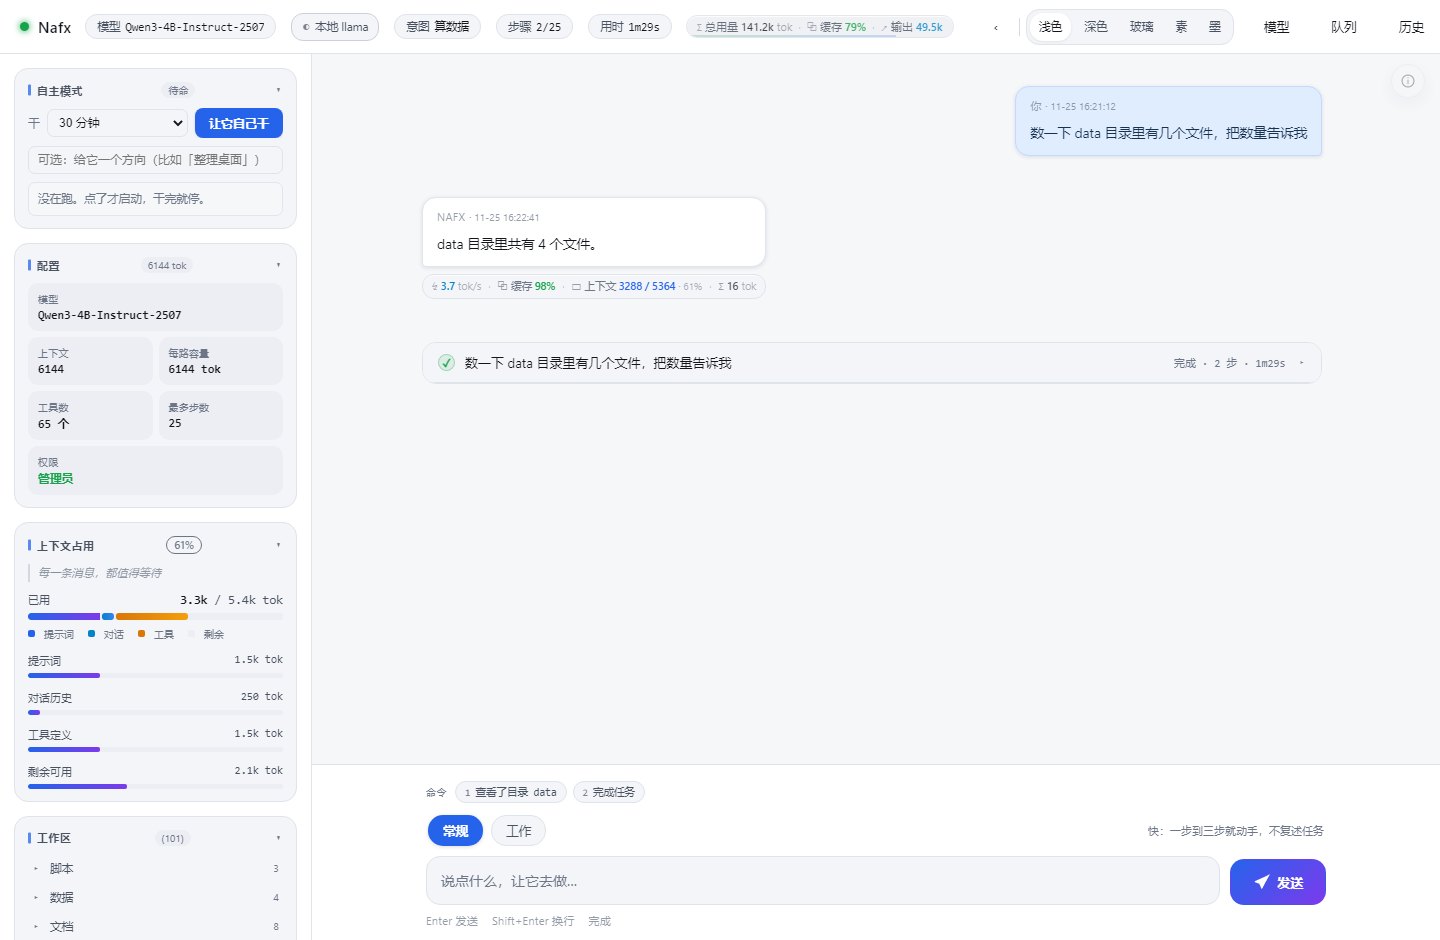 Nafx
模型 Qwen3-4B-Instruct-2507
本地 llama
意图 算数据
步骤 2/25
用时 1m29s
Σ 总用量 141.2k tok · 缓存 79% · 输出 49.5k
浅色 深色 玻璃 素 墨
模型 队列 历史
自主模式 待命
干 30 分钟 让它自己干
可选：给它一个方向（比如「整理桌面」）
没在跑。点了才启动，干完就停。
配置 6144 tok
模型
Qwen3-4B-Instruct-2507
上下文
6144
每路容量
6144 tok
工具数
65 个
最多步数
25
权限
管理员
上下文占用 61%
每一条消息，都值得等待
已用 3.3k / 5.4k tok
提示词 对话 工具 剩余
提示词 1.5k tok
对话历史 250 tok
工具定义 1.5k tok
剩余可用 2.1k tok
工作区 (101)
脚本 3
数据 4
文档 8
你 · 11-25 16:21:12
数一下 data 目录里有几个文件，把数量告诉我
NAFX · 11-25 16:22:41
data 目录里共有 4 个文件。
3.7 tok/s · 缓存 98% · 上下文 3288 / 5364 · 61% · Σ 16 tok
数一下 data 目录里有几个文件，把数量告诉我
完成 · 2 步 · 1m29s
命令 1 查看了目录 data 2 完成任务
常规 工作
快：一步到三步就动手，不复述任务
说点什么，让它去做...
发送
Enter 发送 Shift+Enter 换行 完成